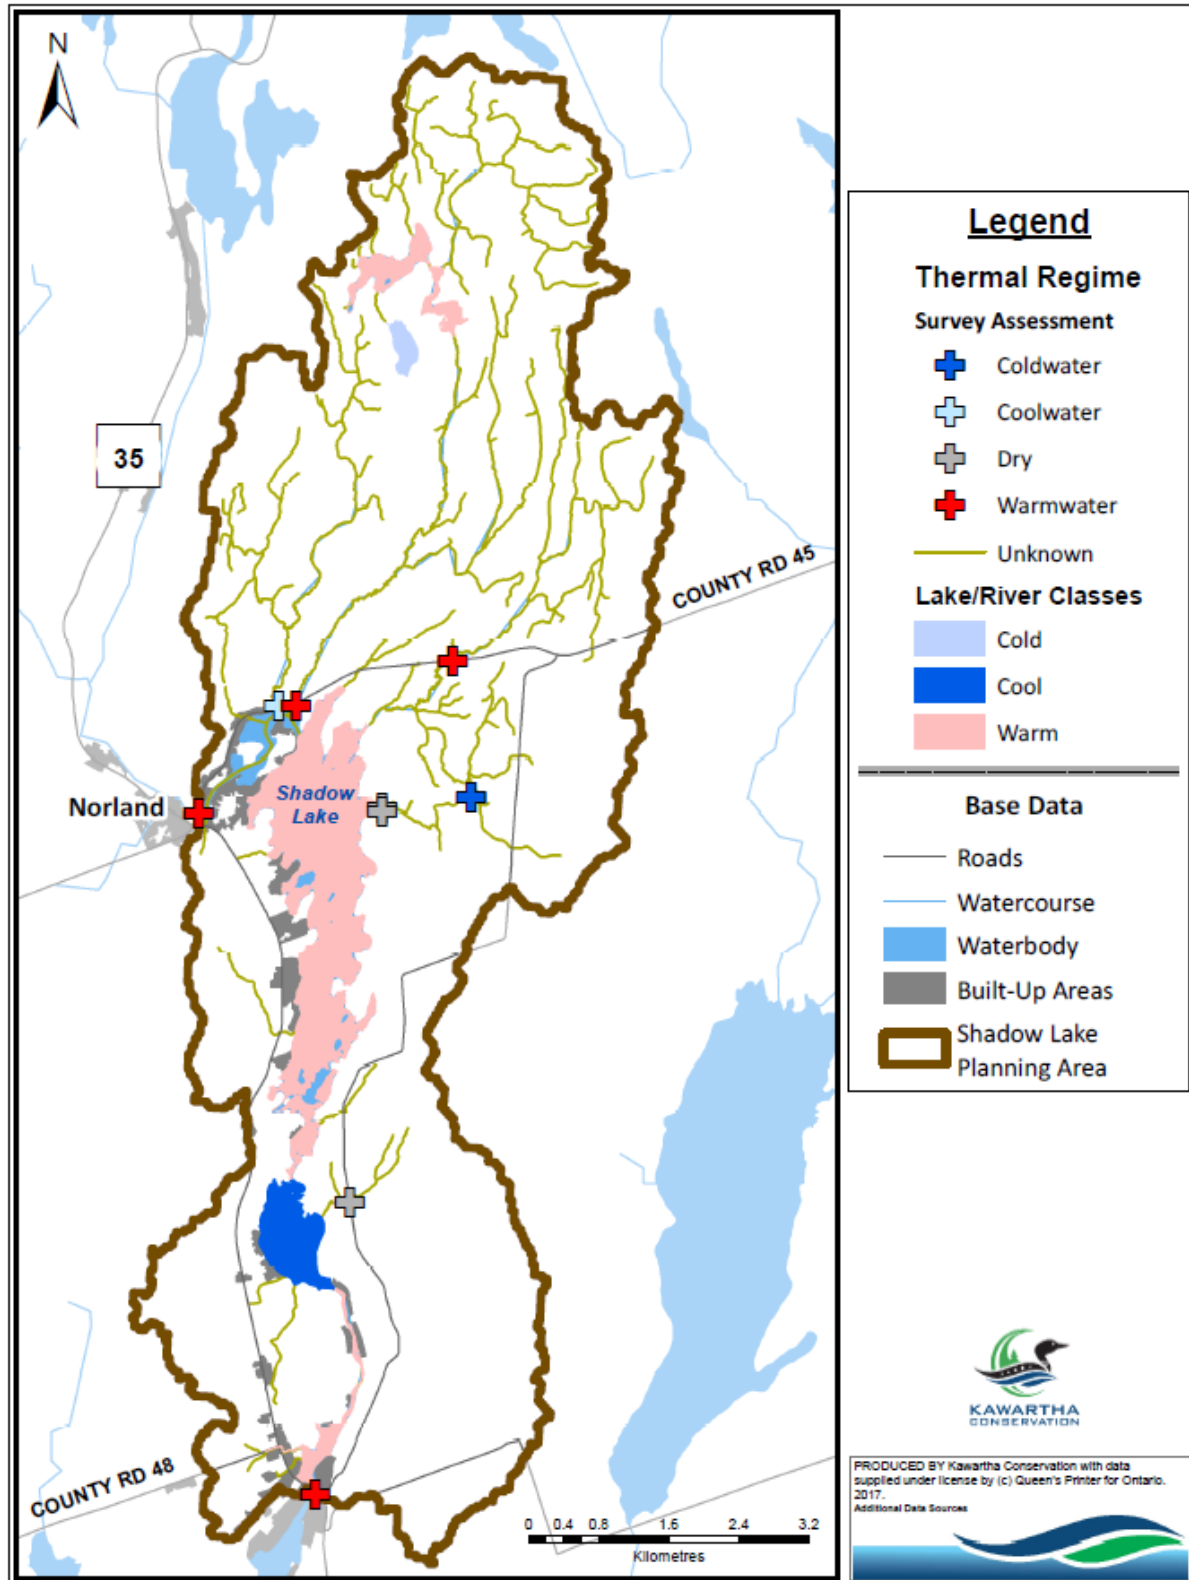 N
35
COUNTY RD 45
Shadow
Lake
Norland
COUNTY RD 48
0 0.4 0.8 1.6 2.4 3.2
Kilometres
Legend
Thermal Regime
Survey Assessment
Coldwater
Coolwater
Dry
Warmwater
Unknown
Lake/River Classes
Cold
Cool
Warm
Base Data
Roads
Watercourse
Waterbody
Built-Up Areas
Shadow Lake
Planning Area
KAWARTHA
CONSERVATION
PRODUCED BY Kawartha Conservation with data
supplied under license by (c) Queen's Printer for Ontario.
2017.
Additional Data Sources